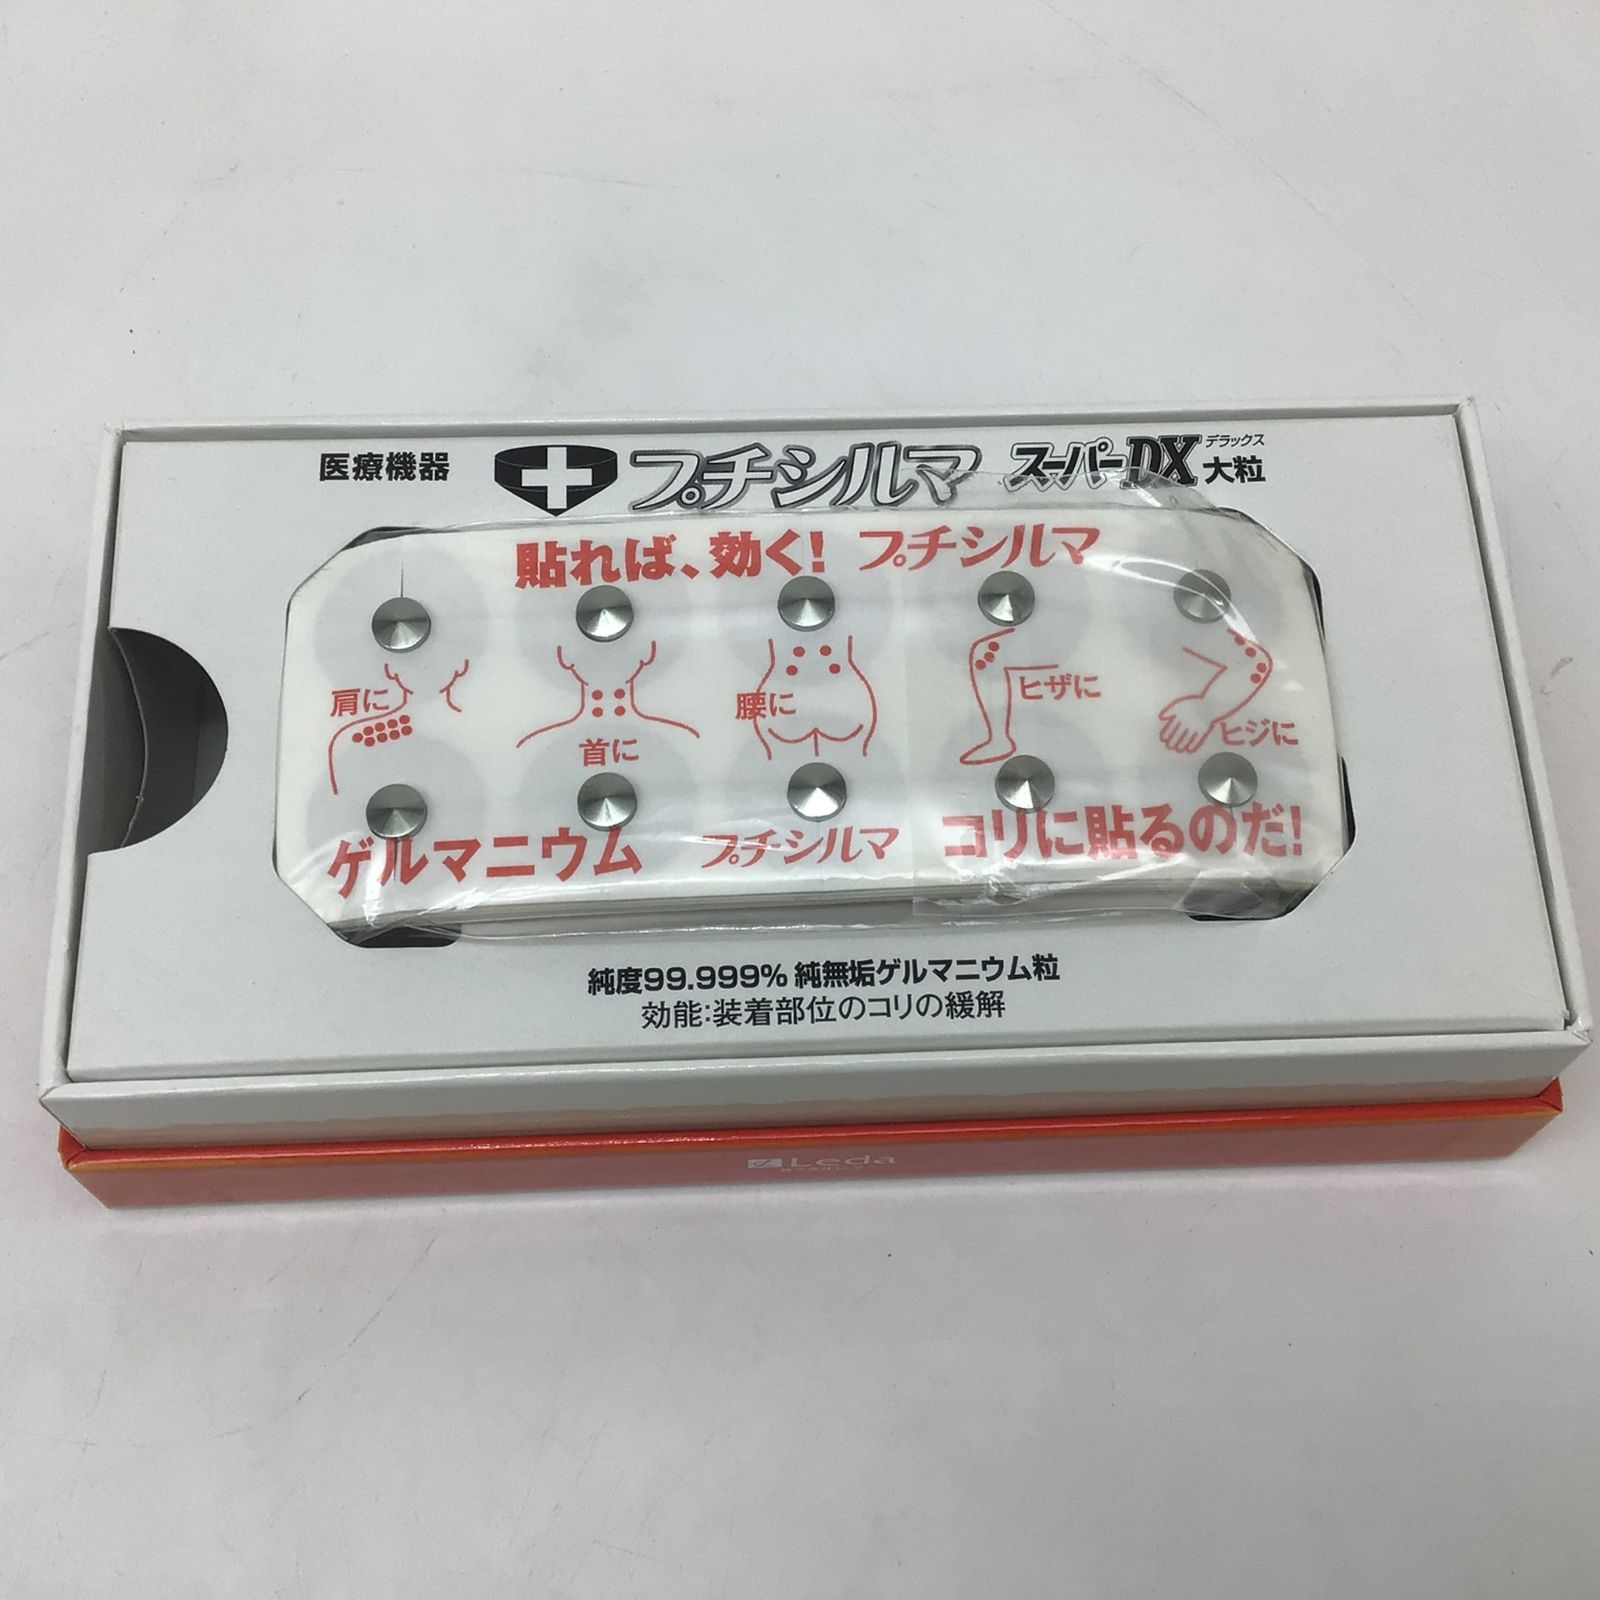 医療機器 プチシルマ スーパーDX デラックス 大粒
貼れば、効く! プチシルマ
肩に
首に
腰に
ヒザに
ヒジに
ゲルマニウム プチシルマ コリに貼るのだ!
純度99.999% 純無垢ゲルマニウム粒
効能:装着部位のコリの緩解
Leda